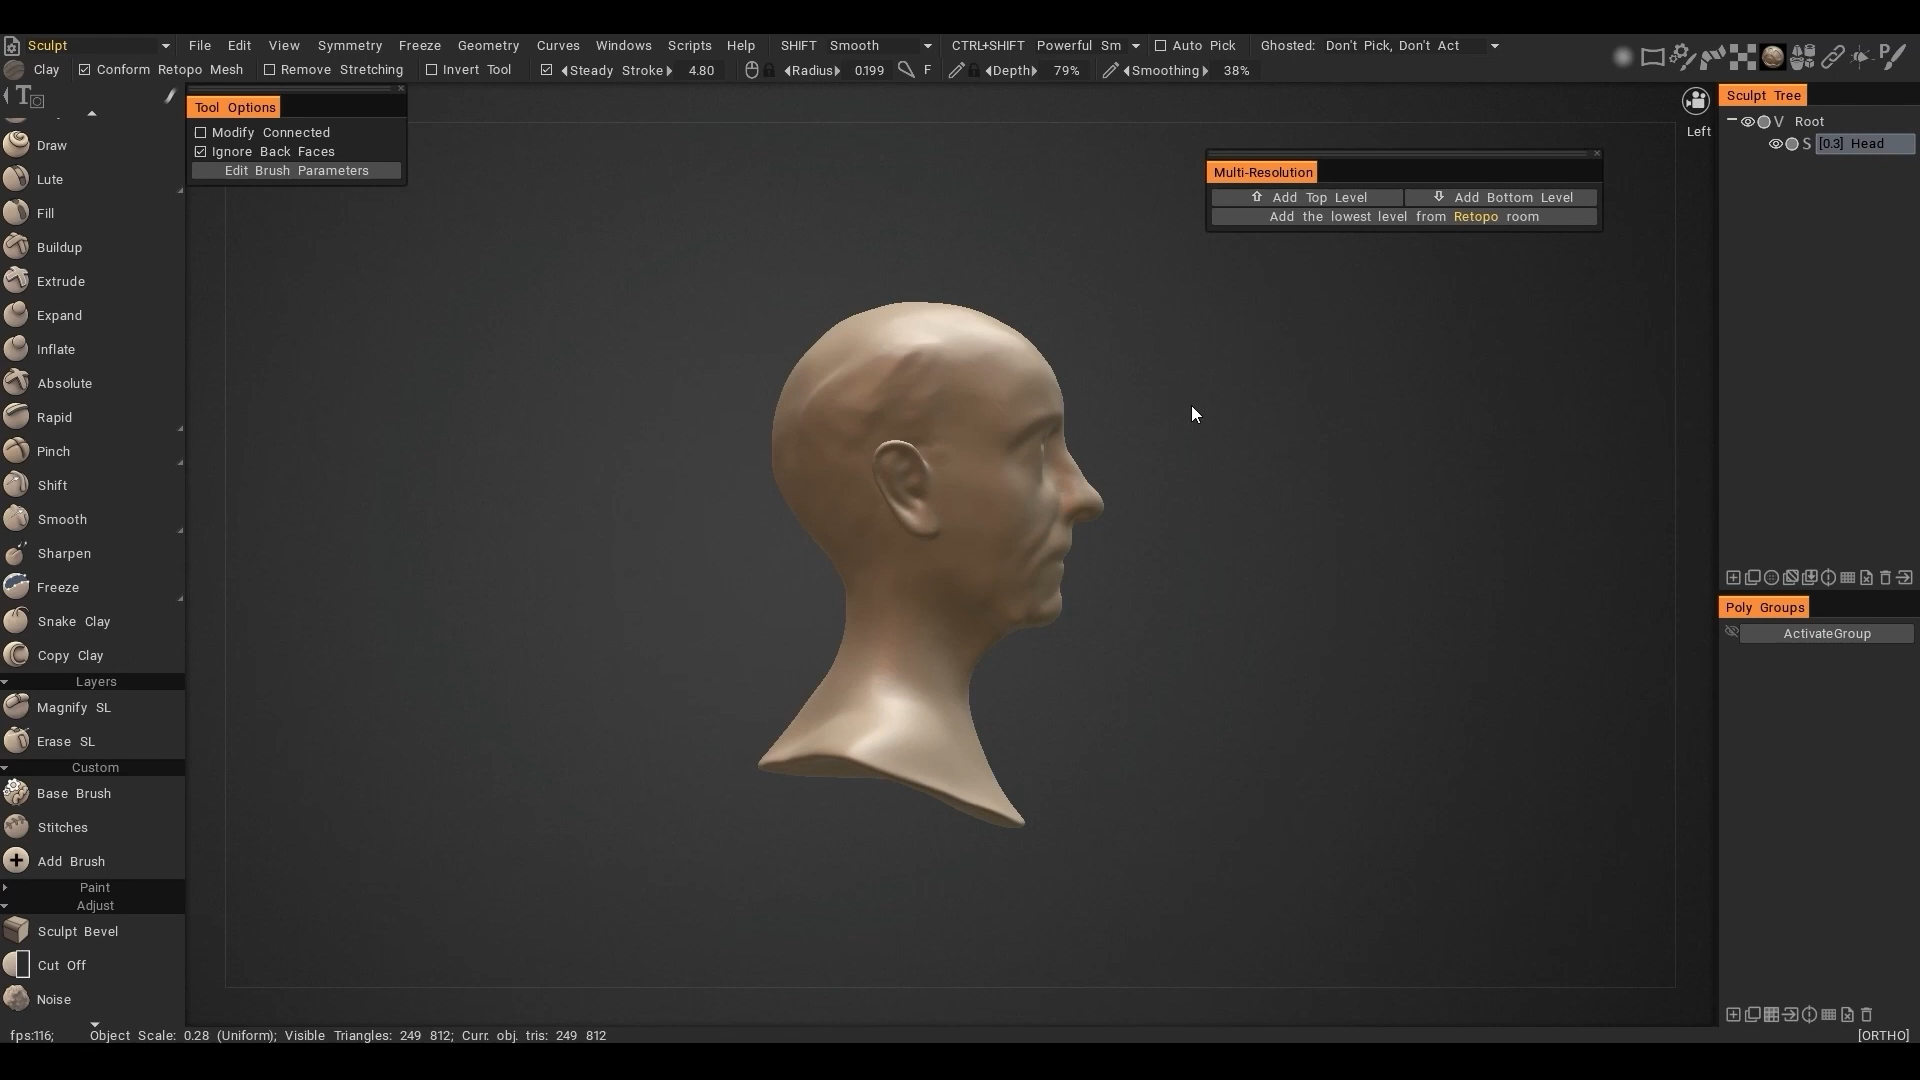 Sculpt File Edit View Symmetry Freeze Geometry Curves Windows Scripts Help SHIFT Smooth CTRL+SHIFT Powerful Sm Auto Pick Ghosted: Don't Pick, Don't Act
Clay Conform Retopo Mesh Remove Stretching Invert Tool Steady Stroke 4.80 Radius 0.199 F Depth 79% Smoothing 38%
Draw
Lute
Fill
Buildup
Extrude
Expand
Inflate
Absolute
Rapid
Pinch
Shift
Smooth
Sharpen
Freeze
Snake Clay
Copy Clay
Layers
Magnify SL
Erase SL
Custom
Base Brush
Stitches
Add Brush
Paint
Adjust
Sculpt Bevel
Cut Off
Noise
Tool Options
Modify Connected
Ignore Back Faces
Edit Brush Parameters
Multi-Resolution
Add Top Level Add Bottom Level
Add the lowest level from Retopo room
Left
Sculpt Tree
V Root
S [0.3] Head
Poly Groups
ActivateGroup
fps:116; Object Scale: 0.28 (Uniform); Visible Triangles: 249 812; Curr. obj. tris: 249 812
[ORTHO]